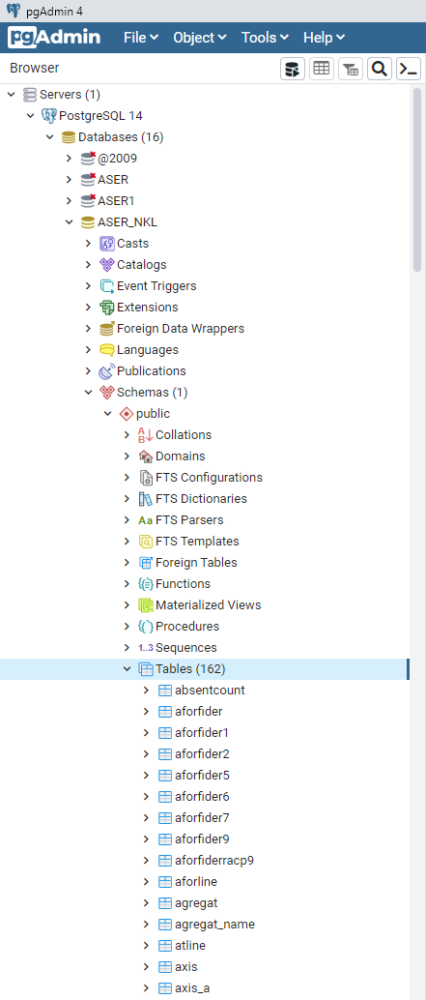 pgAdmin 4
pgAdmin File Object Tools Help
Browser
Servers (1)
PostgreSQL 14
Databases (16)
@2009
ASER
ASER1
ASER_NKL
Casts
Catalogs
Event Triggers
Extensions
Foreign Data Wrappers
Languages
Publications
Schemas (1)
public
Collations
Domains
FTS Configurations
FTS Dictionaries
Aa FTS Parsers
FTS Templates
Foreign Tables
Functions
Materialized Views
Procedures
1..3 Sequences
Tables (162)
absentcount
aforfider
aforfider1
aforfider2
aforfider5
aforfider6
aforfider7
aforfider9
aforfiderracp9
aforline
agregat
agregat_name
atline
axis
axis_a